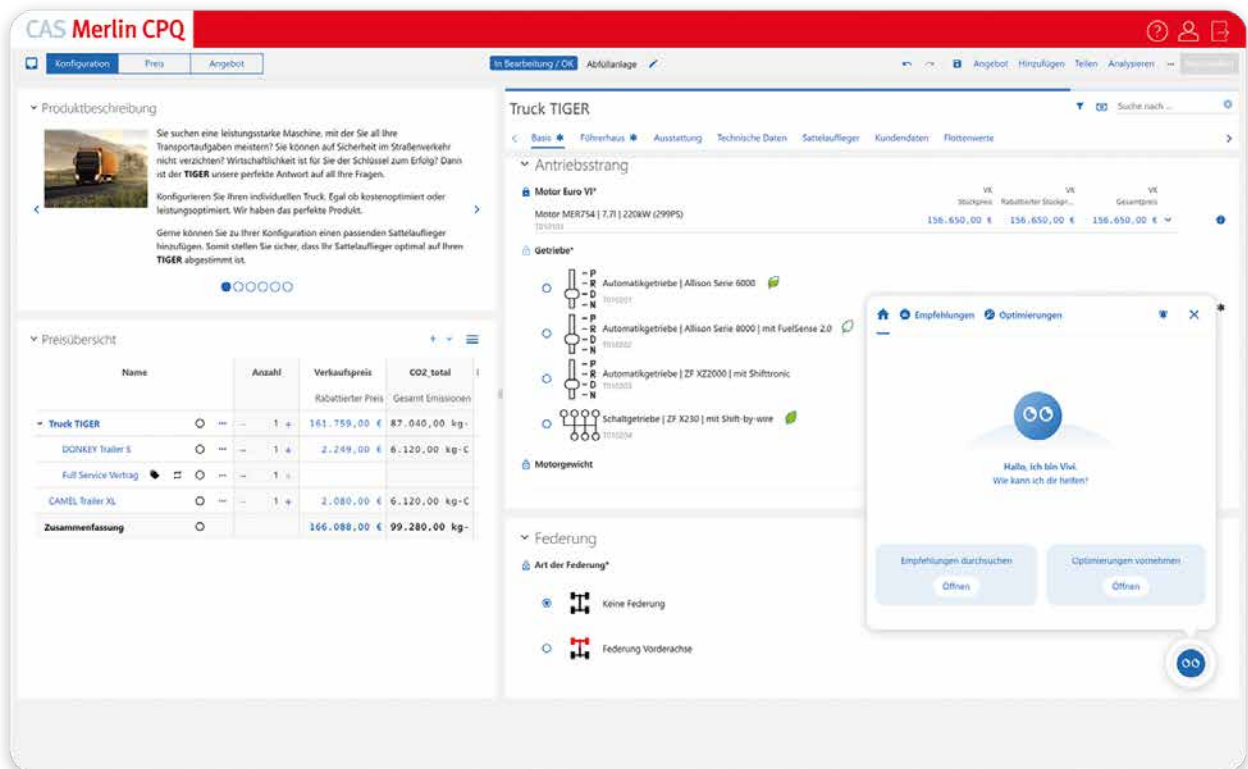 CAS Merlin CPQ
Konfiguration Preis Angebot
In Bearbeitung / OK Abfüllanlage
Angebot Hinzufügen Teilen Analysieren
Produktbeschreibung
Sie suchen eine leistungsstarke Maschine, mit der Sie all Ihre
Transportaufgaben meistern? Sie können auf Sicherheit im Straßenverkehr
nicht verzichten? Wirtschaftlichkeit ist für Sie der Schlüssel zum Erfolg? Dann
ist der TIGER unsere perfekte Antwort auf all Ihre Fragen.
Konfigurieren Sie Ihren individuellen Truck. Egal ob kostenoptimiert oder
leistungsoptimiert. Wir haben das perfekte Produkt.
Gerne können Sie zu Ihrer Konfiguration einen passenden Sattelauflieger
hinzufügen. Somit stellen Sie sicher, dass Ihr Sattelauflieger optimal auf Ihren
TIGER abgestimmt ist.
Preisübersicht
Name Anzahl Verkaufspreis CO2_total
Rabattierter Preis Gesamt Emissionen
Truck TIGER 1 161.759,00 € 87.040,00 kg-
DONKEY Trailer S 1 2.249,00 € 6.120,00 kg-C
Full Service Vertrag 1
CAMEL Trailer XL 1 2.080,00 € 6.120,00 kg-C
Zusammenfassung 166.088,00 € 99.280,00 kg-
Truck TIGER
Suche nach ...
Basis Führerhaus Ausstattung Technische Daten Sattelauflieger Kundendaten Flottenwerte
Antriebsstrang
Motor Euro VI*
VK VK VK
Stückpreis Rabattierter Stückpr... Gesamtpreis
Motor MER754 | 7,7l | 220kW (299PS) 156.650,00 € 156.650,00 € 156.650,00 €
T010103
Getriebe*
P
R
D
N
Automatikgetriebe | Allison Serie 6000
T010201
P
R
D
N
Automatikgetriebe | Allison Serie 8000 | mit FuelSense 2.0
T010202
P
R
D
N
Automatikgetriebe | ZF XZ2000 | mit Shifttronic
T010203
Schaltgetriebe | ZF X230 | mit Shift-by-wire
T010204
Motorgewicht
Federung
Art der Federung*
Keine Federung
Federung Vorderachse
Empfehlungen Optimierungen
Hallo, ich bin Vivi.
Wie kann ich dir helfen?
Empfehlungen durchsuchen
Öffnen
Optimierungen vornehmen
Öffnen